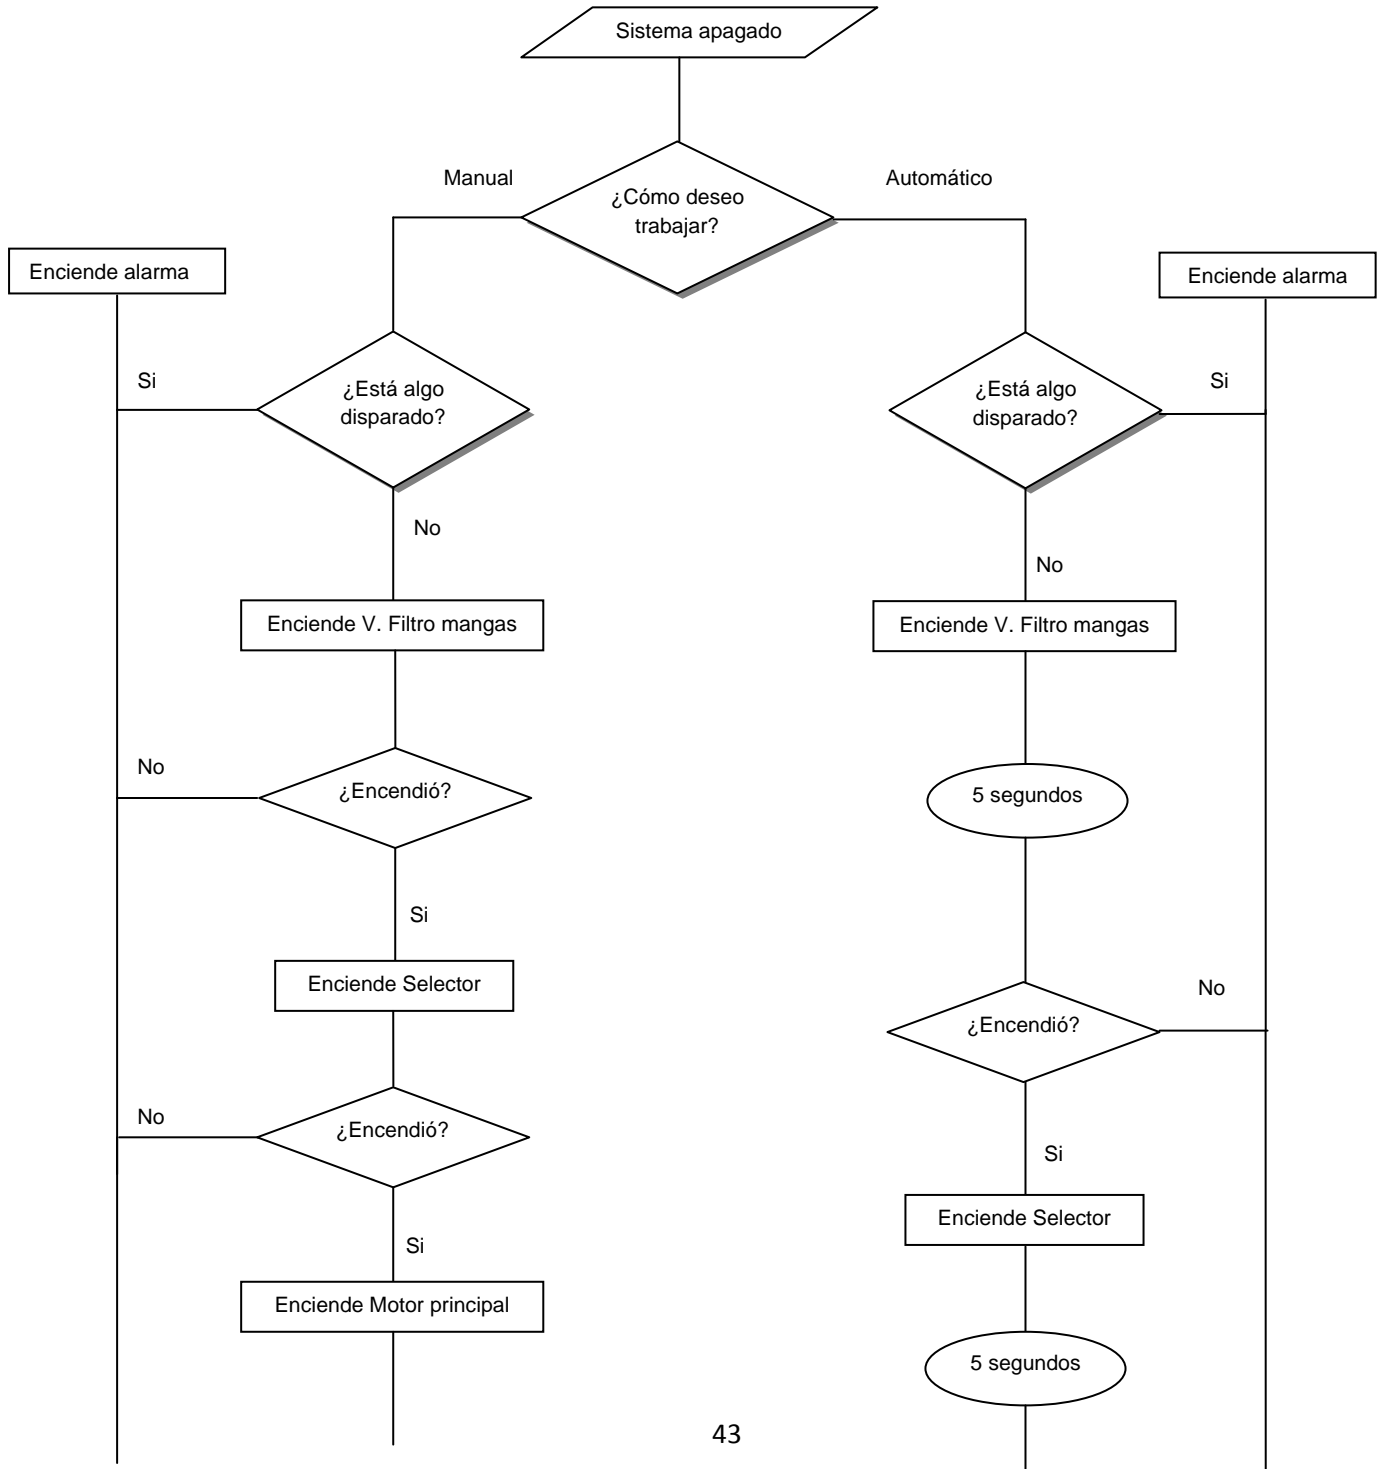 Sistema apagado
Manual
Automático
¿Cómo deseo
trabajar?
Enciende alarma
Enciende alarma
Si
¿Está algo
disparado?
¿Está algo
disparado?
Si
No
No
Enciende V. Filtro mangas
Enciende V. Filtro mangas
No
¿Encendió?
5 segundos
Si
Enciende Selector
No
¿Encendió?
No
¿Encendió?
Si
Si
Enciende Selector
Enciende Motor principal
5 segundos
43